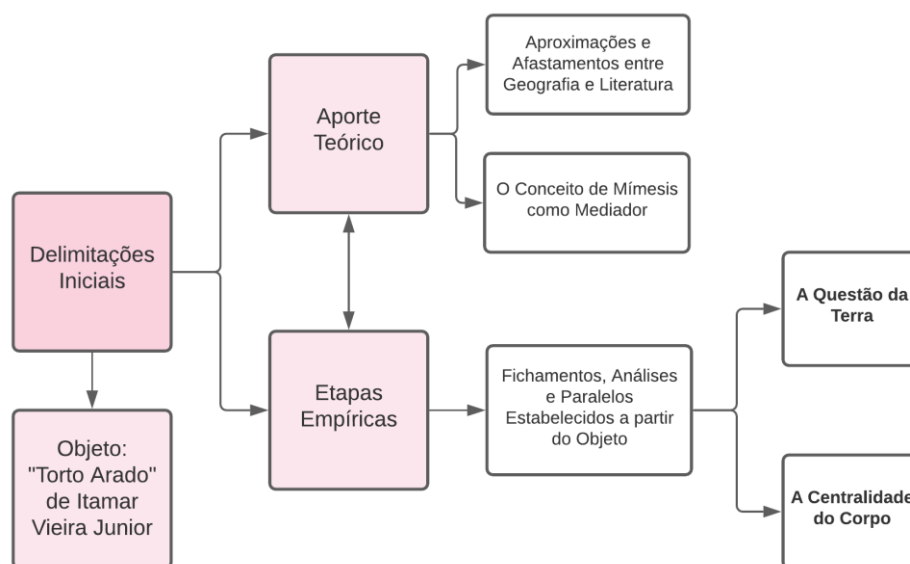 Delimitações
Iniciais
Objeto:
"Torto Arado"
de Itamar
Vieira Junior
Aporte
Teórico
Etapas
Empíricas
Aproximações e
Afastamentos entre
Geografia e Literatura
O Conceito de Mímesis
como Mediador
Fichamentos, Análises
e Paralelos
Estabelecidos a partir
do Objeto
A Questão da
Terra
A Centralidade
do Corpo